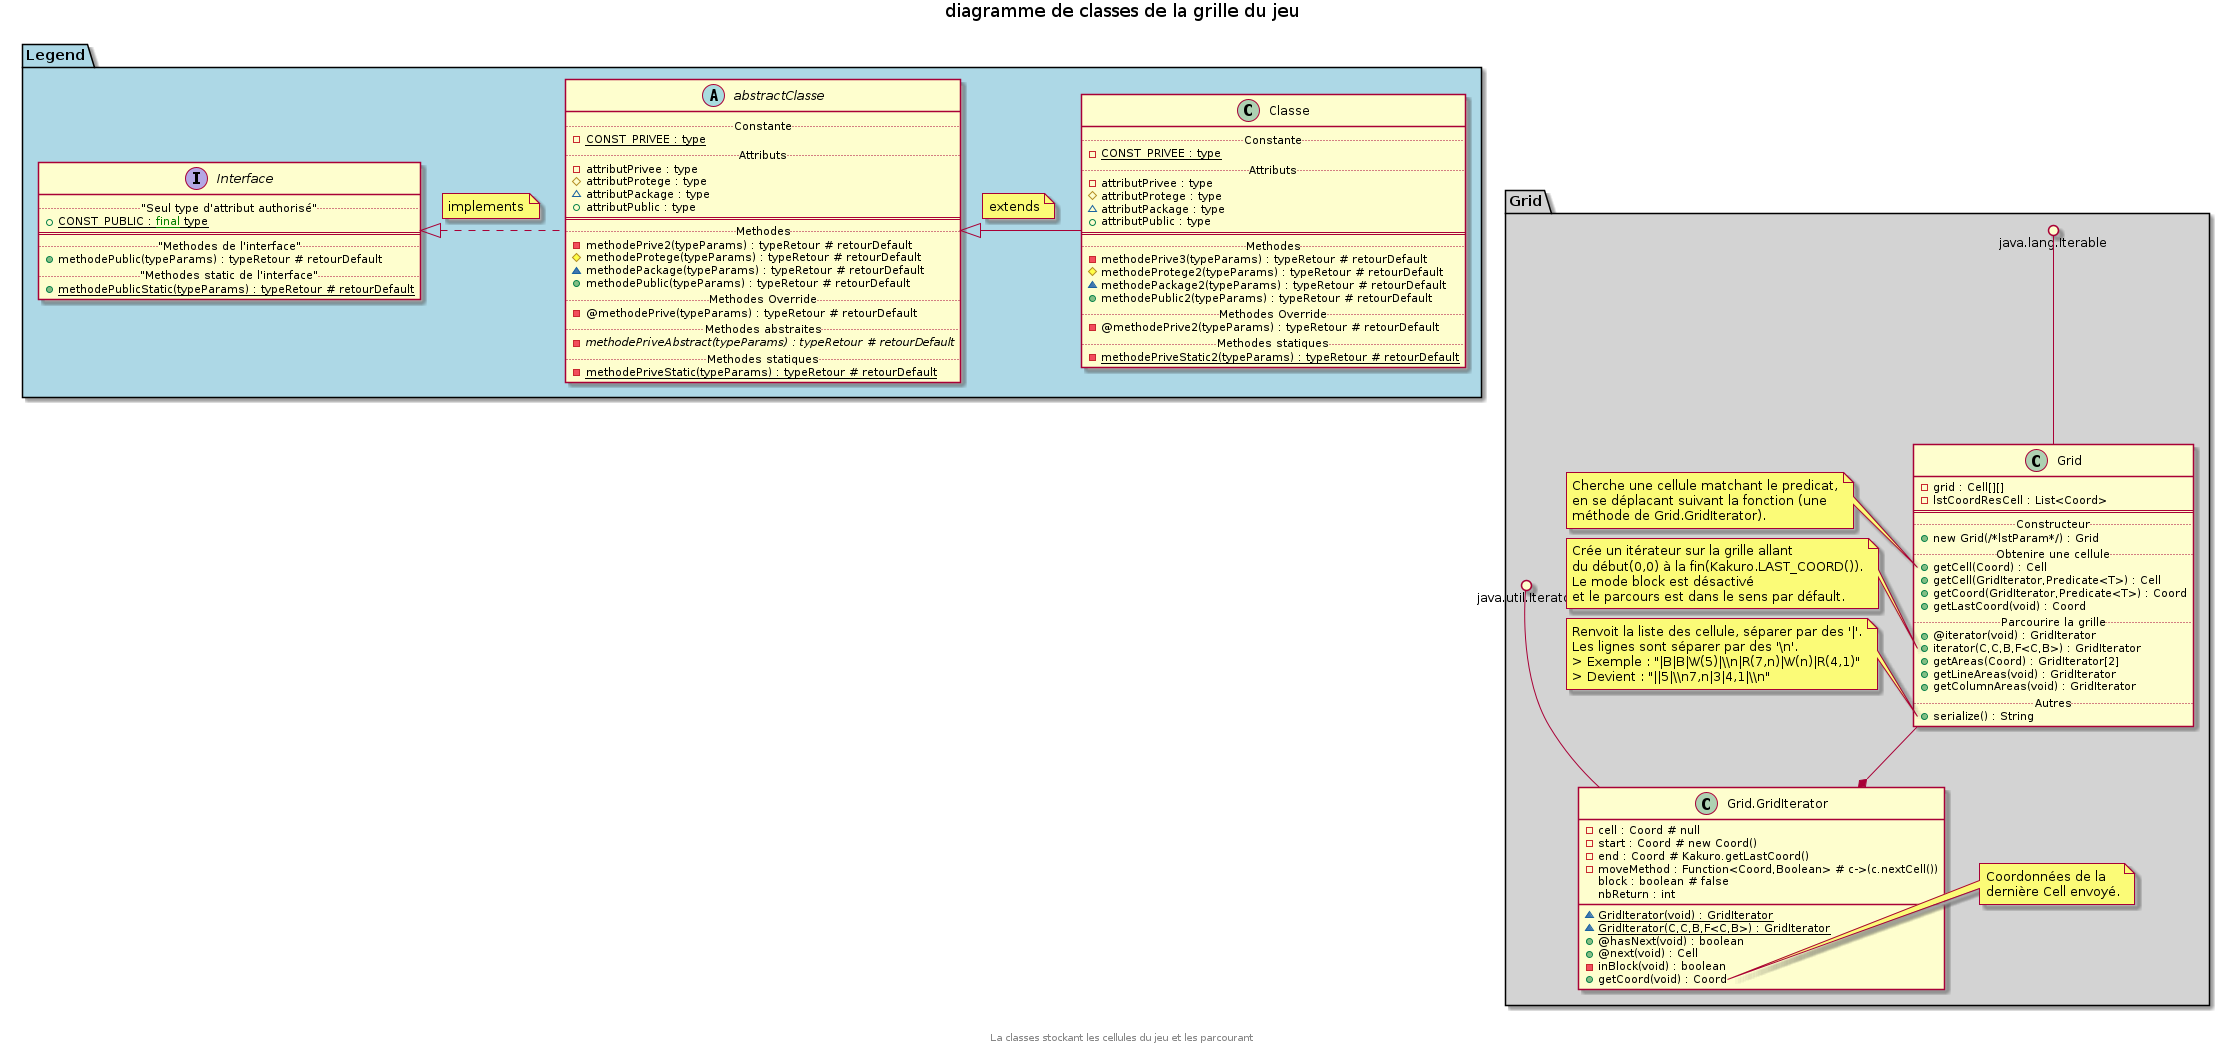 diagramme de classes de la grille du jeu
Legend
Interface
"Seul type d'attribut authorisé"
CONST_PUBLIC : final type
"Methodes de l'interface"
methodePublic(typeParams) : typeRetour # retourDefault
"Methodes static de l'interface"
methodePublicStatic(typeParams) : typeRetour # retourDefault
implements
A abstractClasse
Constante
CONST_PRIVEE : type
Attributs
attributPrivee : type
attributProtege : type
attributPackage : type
attributPublic : type
Methodes
methodePrive2(typeParams) : typeRetour # retourDefault
methodeProtege(typeParams) : typeRetour # retourDefault
methodePackage(typeParams) : typeRetour # retourDefault
methodePublic(typeParams) : typeRetour # retourDefault
Methodes Override
@methodePrive(typeParams) : typeRetour # retourDefault
Methodes abstraites
methodePriveAbstract(typeParams) : typeRetour # retourDefault
Methodes statiques
methodePriveStatic(typeParams) : typeRetour # retourDefault
extends
C Classe
Constante
CONST_PRIVEE : type
Attributs
attributPrivee : type
attributProtege : type
attributPackage : type
attributPublic : type
Methodes
methodePrive3(typeParams) : typeRetour # retourDefault
methodeProtege2(typeParams) : typeRetour # retourDefault
methodePackage2(typeParams) : typeRetour # retourDefault
methodePublic2(typeParams) : typeRetour # retourDefault
Methodes Override
@methodePrive2(typeParams) : typeRetour # retourDefault
Methodes statiques
methodePriveStatic2(typeParams) : typeRetour # retourDefault
Grid
java.lang.Iterable
C Grid
grid : Cell[][]
lstCoordResCell : List<Coord>
Constructeur
new Grid(/*lstParam*/) : Grid
Obtenire une cellule
getCell(Coord) : Cell
getCell(GridIterator,Predicate<T>) : Cell
getCoord(GridIterator,Predicate<T>) : Coord
getLastCoord(void) : Coord
Parcourire la grille
@iterator(void) : GridIterator
iterator(C,C,B,F<C,B>) : GridIterator
getAreas(Coord) : GridIterator[2]
getLineAreas(void) : GridIterator
getColumnAreas(void) : GridIterator
Autres
serialize() : String
Cherche une cellule matchant le predicat,
en se déplacant suivant la fonction (une
méthode de Grid.GridIterator).
Crée un itérateur sur la grille allant
du début(0,0) à la fin(Kakuro.LAST_COORD()).
Le mode block est désactivé
et le parcours est dans le sens par défault.
java.util.Iterato
Renvoit la liste des cellule, séparer par des '|'.
Les lignes sont séparer par des '\n'.
> Exemple : "|B|B|W(5)|\\n|R(7,n)|W(n)|R(4,1)"
> Devient : "||5|\\n7,n|3|4,1|\\n"
C Grid.GridIterator
cell : Coord # null
start : Coord # new Coord()
end : Coord # Kakuro.getLastCoord()
moveMethod : Function<Coord,Boolean> # c->(c.nextCell())
block : boolean # false
nbReturn : int
GridIterator(void) : GridIterator
GridIterator(C,C,B,F<C,B>) : GridIterator
@hasNext(void) : boolean
@next(void) : Cell
inBlock(void) : boolean
getCoord(void) : Coord
Coordonnées de la
dernière Cell envoyé.
La classes stockant les cellules du jeu et les parcourant